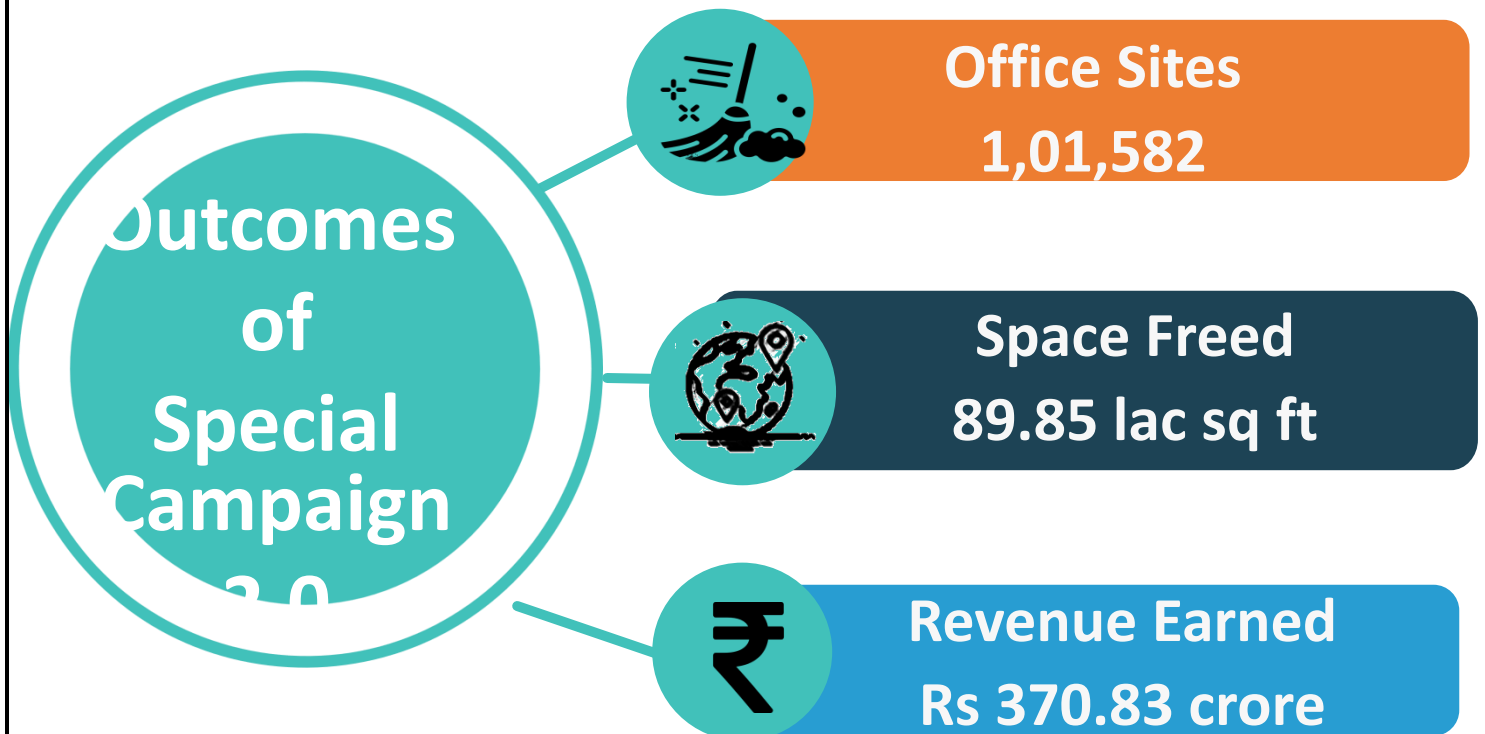 Outcomes
of
Special
Campaign
Office Sites
1,01,582
Space Freed
89.85 lac sq ft
Revenue Earned
Rs 370.83 crore